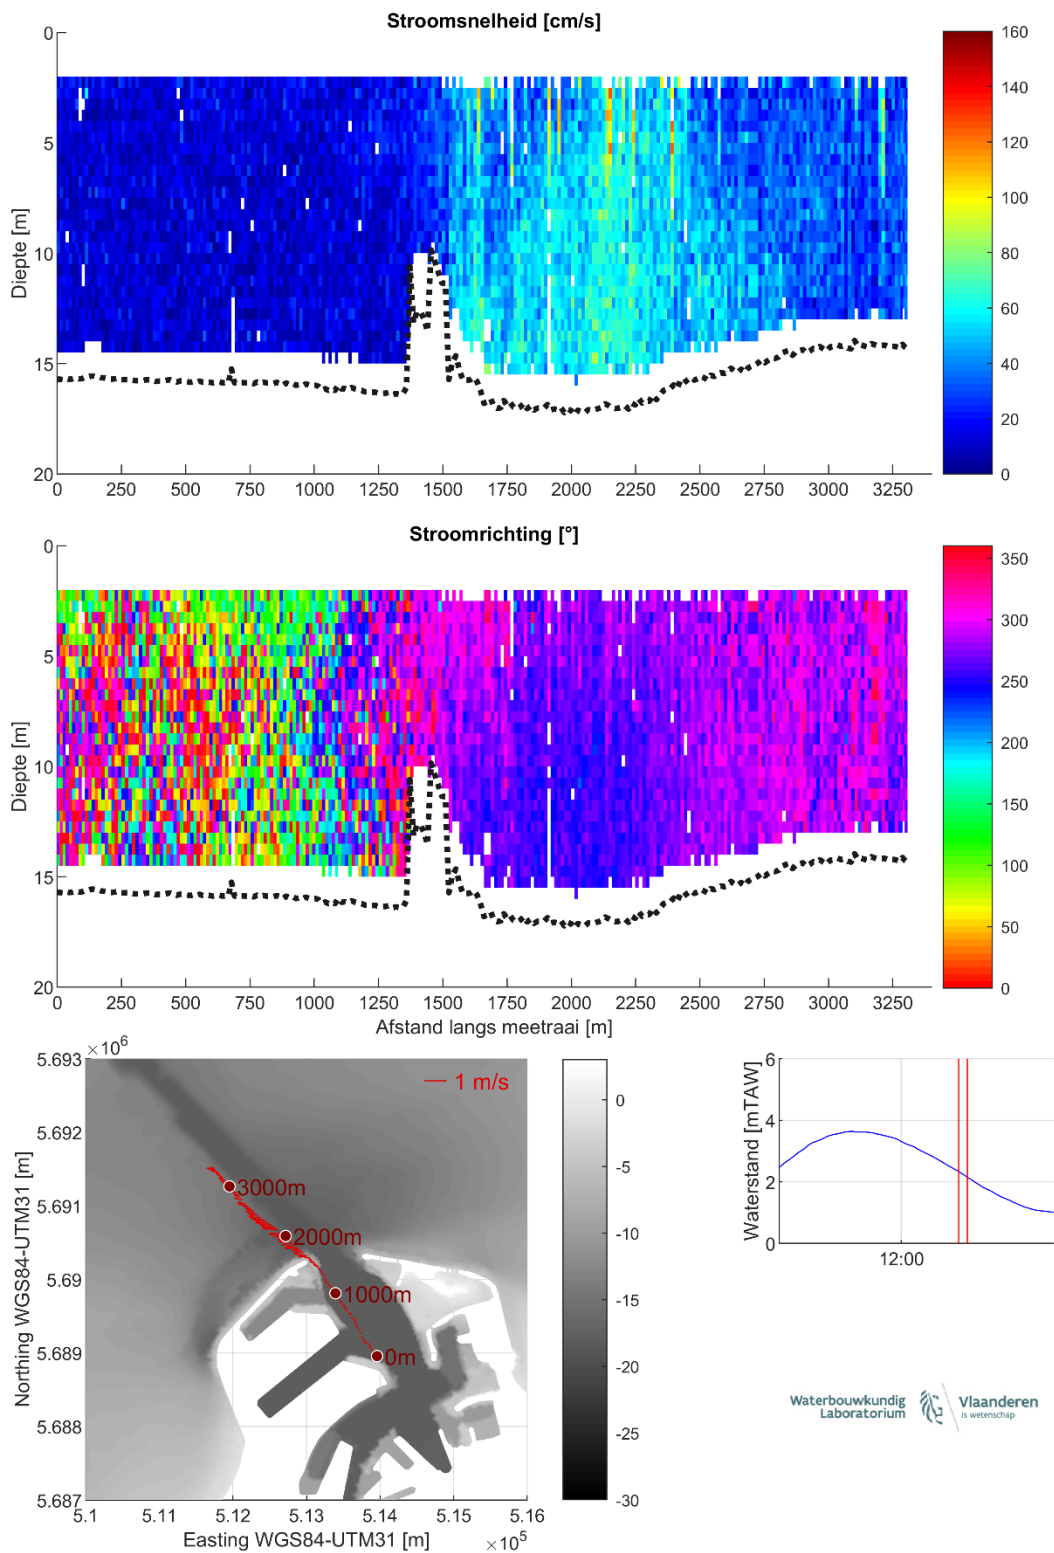 Stroomsnelheid [cm/s]
0
5
10
15
20
Diepte [m]
0 250 500 750 1000 1250 1500 1750 2000 2250 2500 2750 3000 3250
160
140
120
100
80
60
40
20
0
Stroomrichting [°]
0
5
10
15
20
Diepte [m]
0 250 500 750 1000 1250 1500 1750 2000 2250 2500 2750 3000 3250
Afstand langs meetraai [m]
350
300
250
200
150
100
50
0
×10⁶
5.693
5.692
5.691
5.69
5.689
5.688
5.687
Northing WGS84-UTM31 [m]
1 m/s
3000m
2000m
1000m
0m
5.1 5.11 5.12 5.13 5.14 5.15 5.16
Easting WGS84-UTM31 [m]
×10⁵
0
-5
-10
-15
-20
-25
-30
Waterstand [mTAW]
6
4
2
0
12:00
Waterbouwkundig
Laboratorium
Vlaanderen
is wetenschap